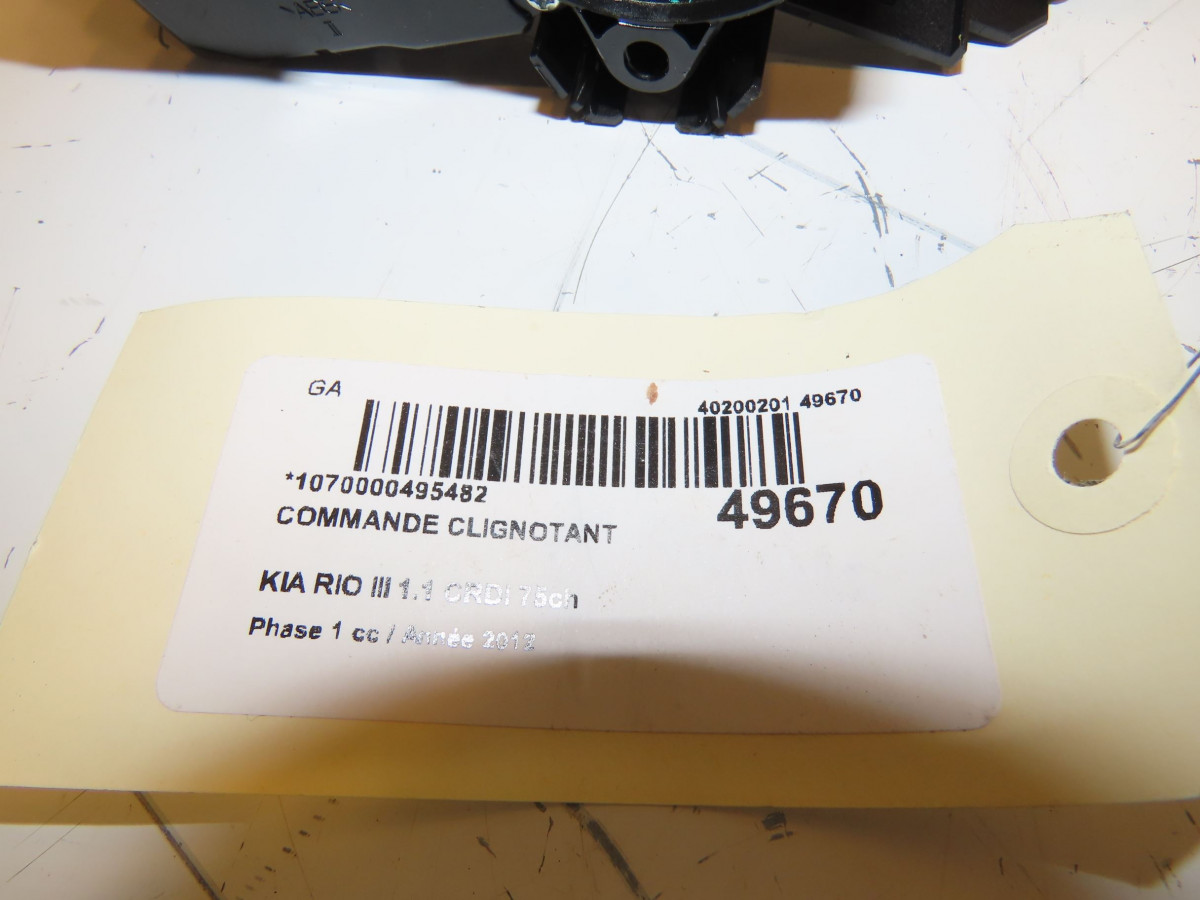 >ABS<
GA
40200201 49670
*1070000495482
49670
COMMANDE CLIGNOTANT
KIA RIO III 1.1 CRDI 75ch
Phase 1 cc / Année 2012